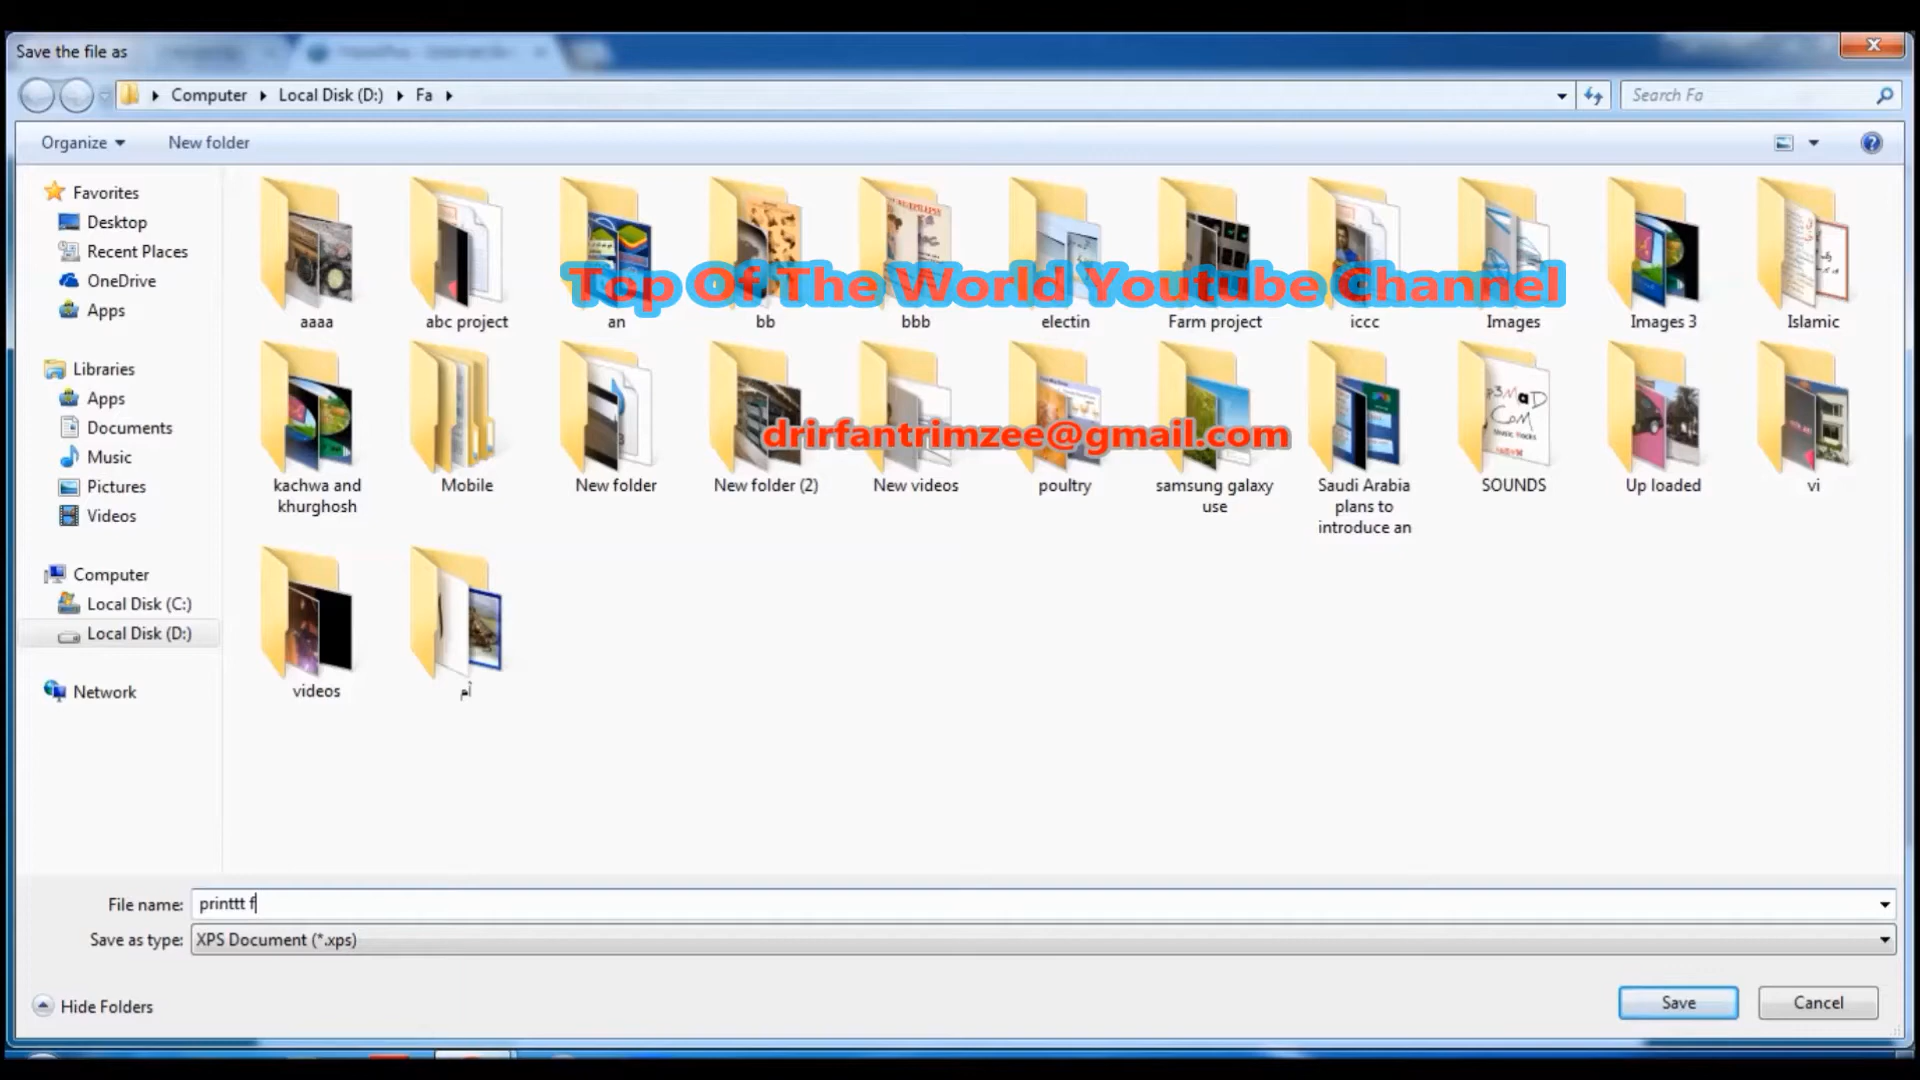 Save the file as
Computer Local Disk (D:) Fa
Search Fa
Organize New folder
Favorites
Desktop
Recent Places
OneDrive
Apps
Libraries
Apps
Documents
Music
Pictures
Videos
Computer
Local Disk (C:)
Local Disk (D:)
Network
Top Of The World Youtube Channel
aaaa abc project an bb bbb electin Farm project iccc Images Images 3 Islamic
drirfantrimzee@gmail.com
kachwa and khurghosh Mobile New folder New folder (2) New videos poultry samsung galaxy use Saudi Arabia plans to introduce an SOUNDS Up loaded vi
videos أم
File name: printtt f
Save as type: XPS Document (*.xps)
Hide Folders
Save Cancel